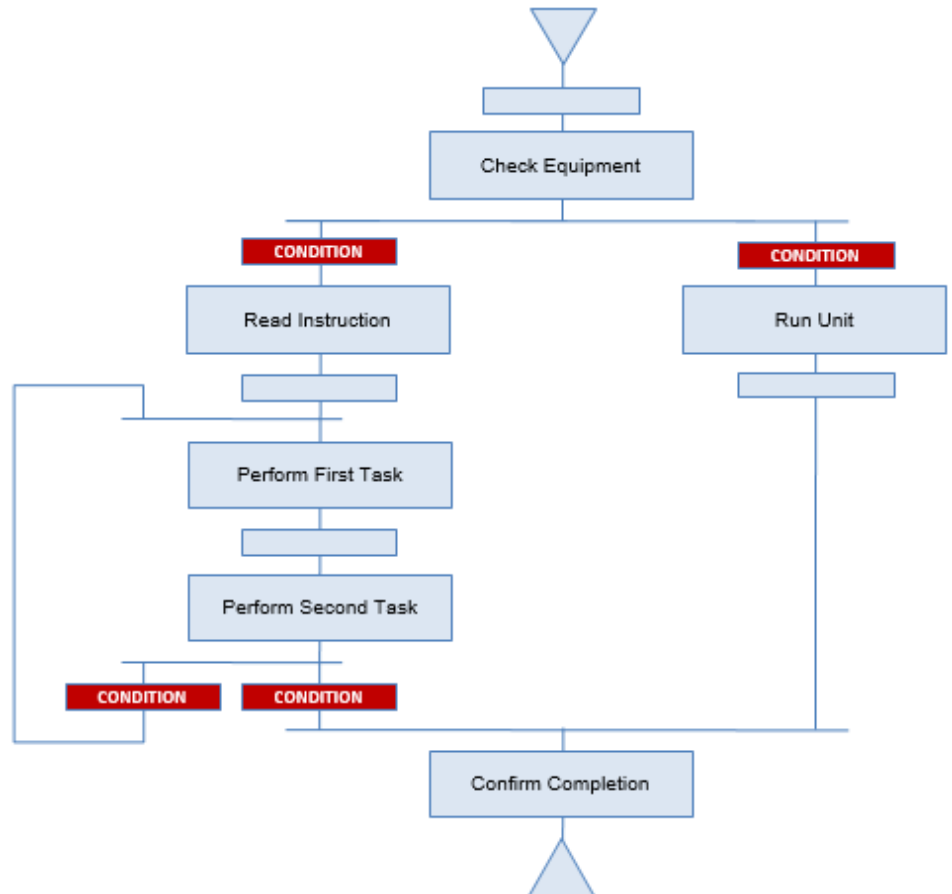 Check Equipment
CONDITION
CONDITION
Read Instruction
Run Unit
Perform First Task
Perform Second Task
CONDITION
CONDITION
Confirm Completion